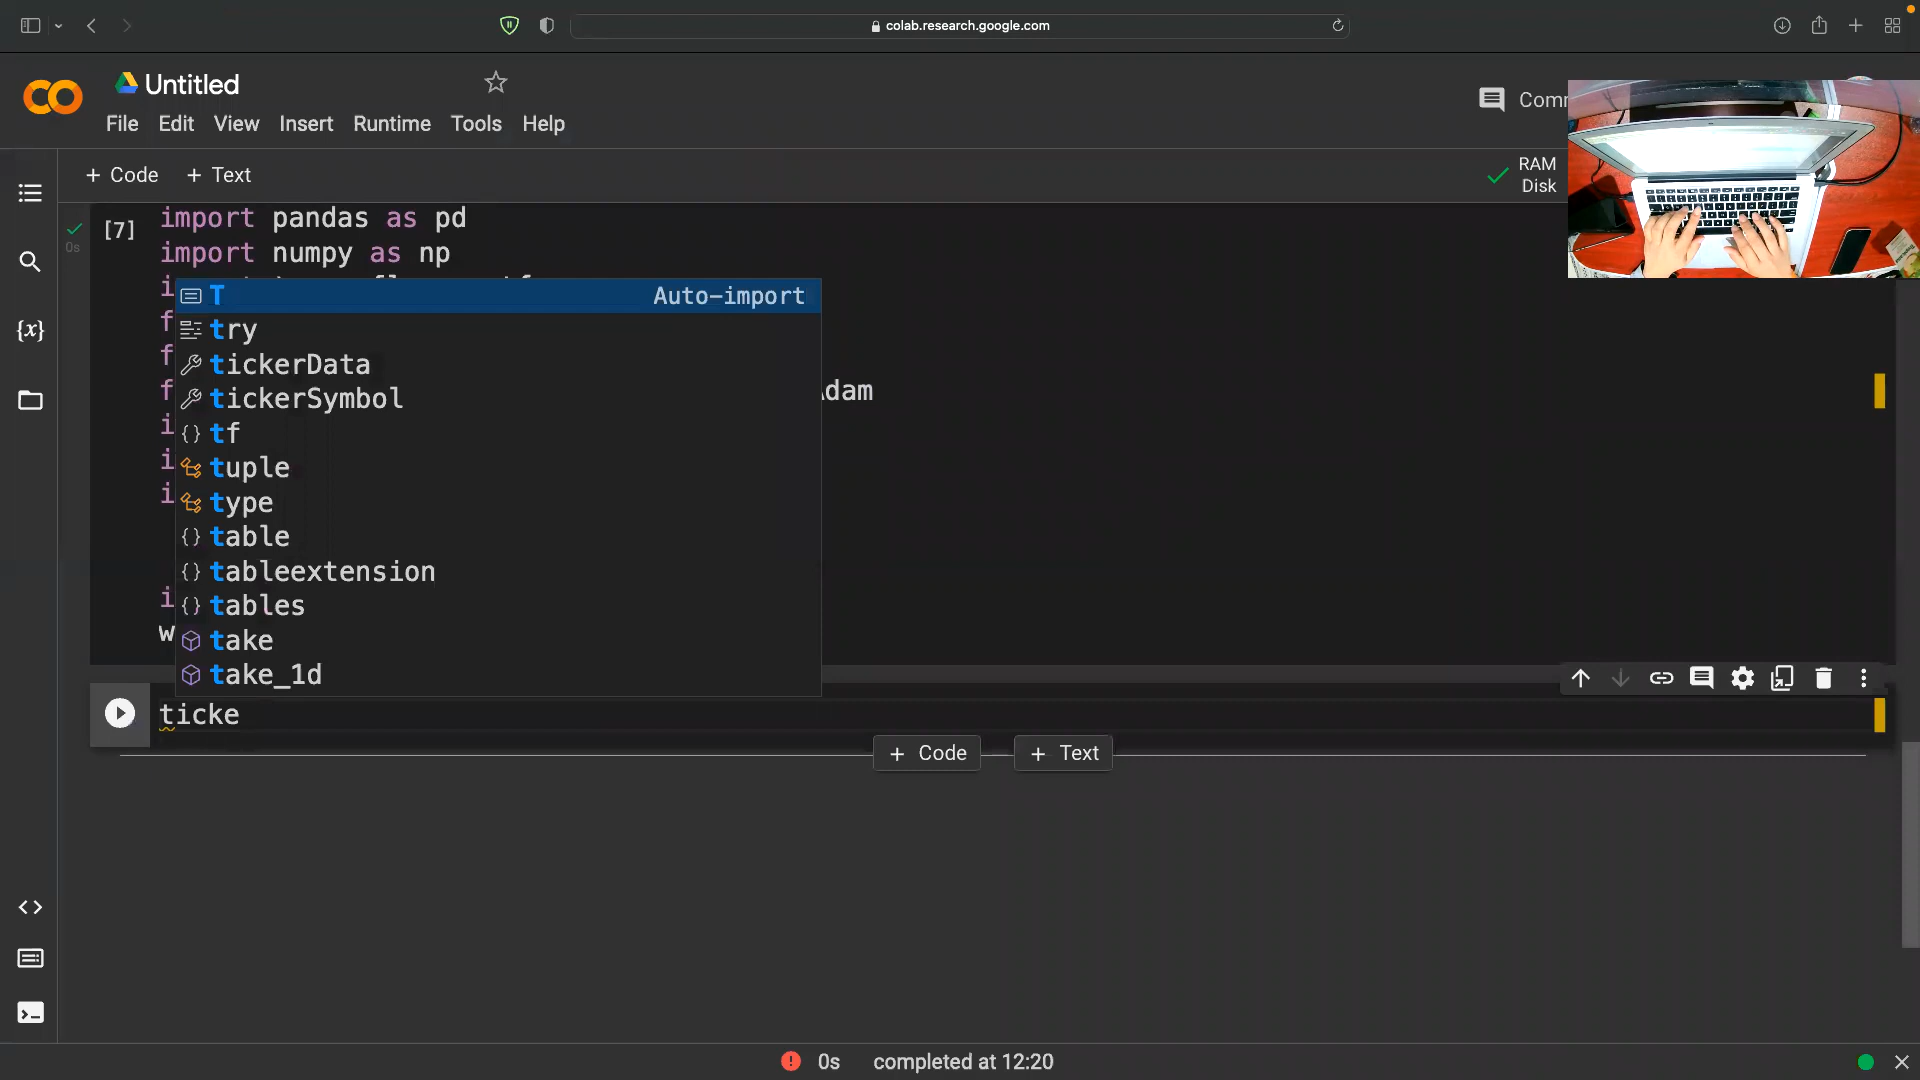 colab.research.google.com
Untitled
Comm
File Edit View Insert Runtime Tools Help
+ Code + Text
RAM
Disk
[7]
0s
import pandas as pd
import numpy as np
T Auto-import
try
tickerData
tickerSymbol
tf
tuple
type
table
tableextension
tables
take
take_1d
Adam
w
ticke
+ Code + Text
0s completed at 12:20